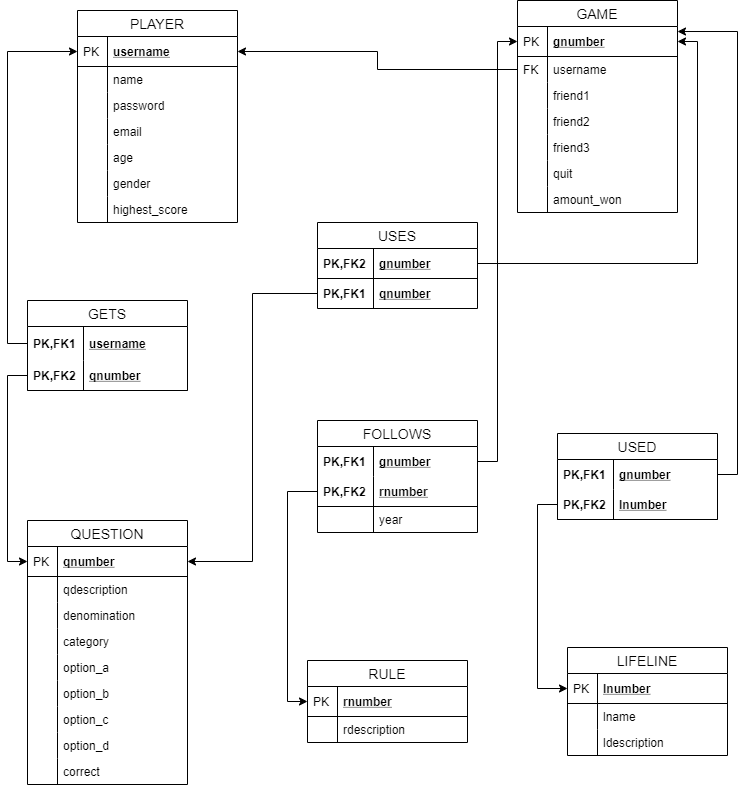 PLAYER
PK username
name
password
email
age
gender
highest_score
GAME
PK gnumber
FK username
friend1
friend2
friend3
quit
amount_won
USES
PK,FK2 gnumber
PK,FK1 qnumber
GETS
PK,FK1 username
PK,FK2 qnumber
FOLLOWS
PK,FK1 gnumber
PK,FK2 rnumber
year
USED
PK,FK1 gnumber
PK,FK2 lnumber
QUESTION
PK qnumber
qdescription
denomination
category
option_a
option_b
option_c
option_d
correct
RULE
PK rnumber
rdescription
LIFELINE
PK lnumber
lname
ldescription